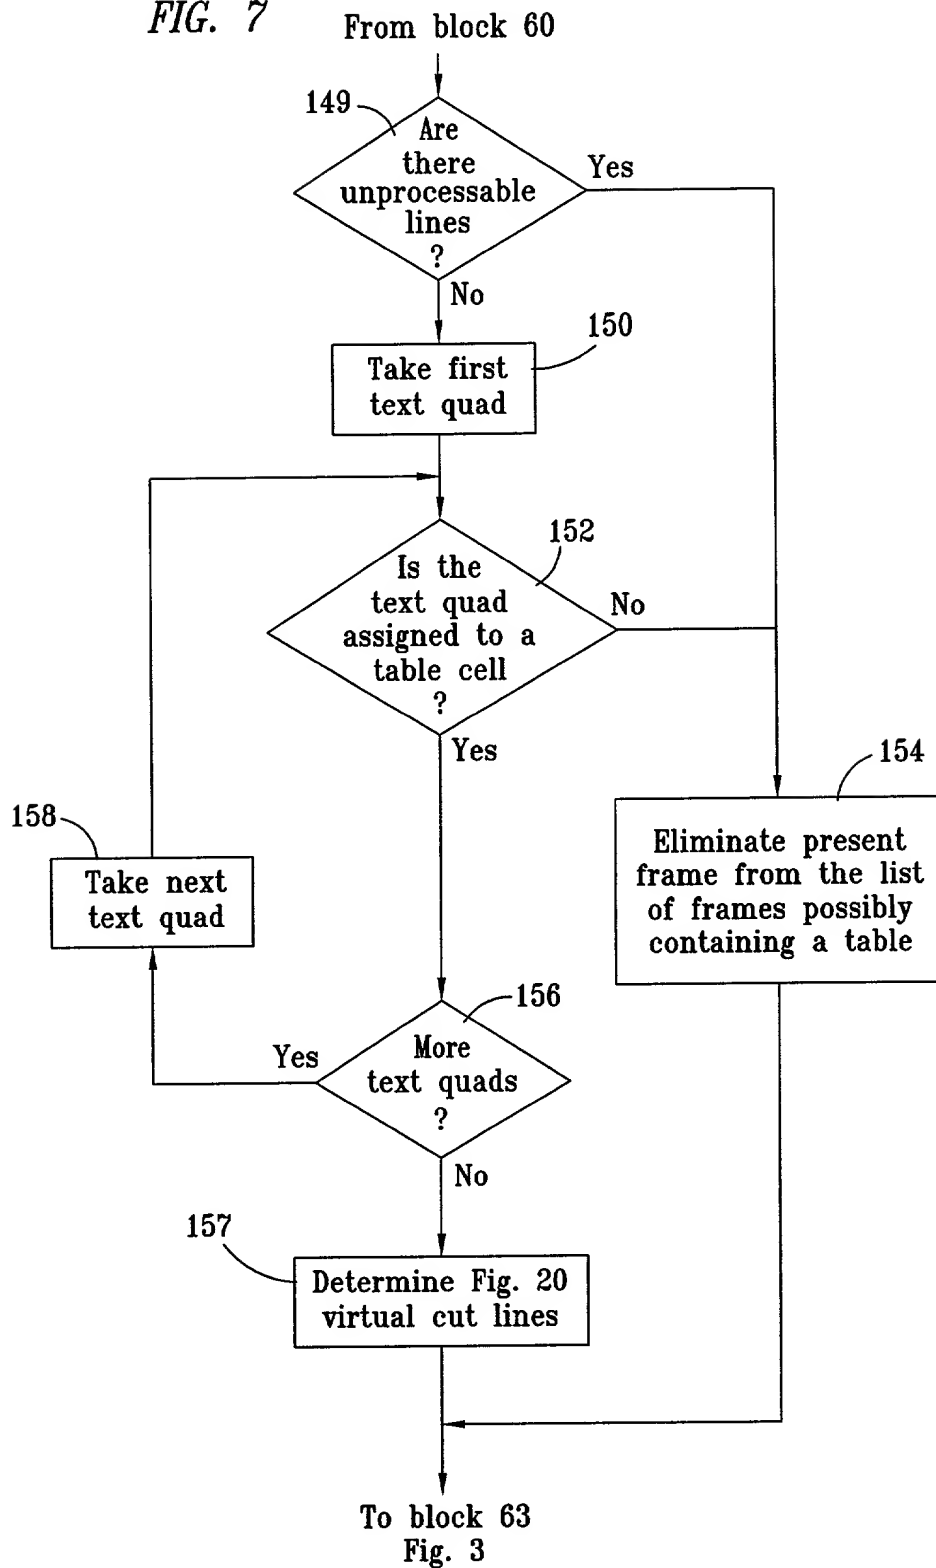 FIG. 7
From block 60
149
Are
there
unprocessable
lines
?
Yes
No
150
Take first
text quad
152
Is the
text quad
assigned to a
table cell
?
No
Yes
154
Eliminate present
frame from the list
of frames possibly
containing a table
158
Take next
text quad
156
More
text quads
?
Yes
No
157
Determine Fig. 20
virtual cut lines
To block 63
Fig. 3